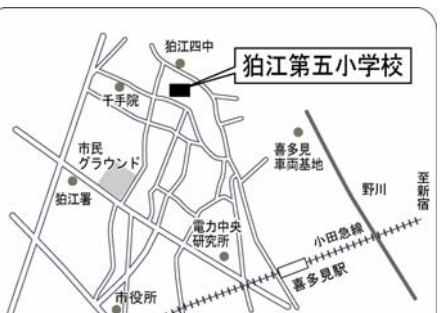 狛江四中
狛江第五小学校
千手院
市民
グラウンド
喜多見
車両基地
狛江署
野川
至新宿
電力中央
研究所
小田急線
喜多見駅
市役所